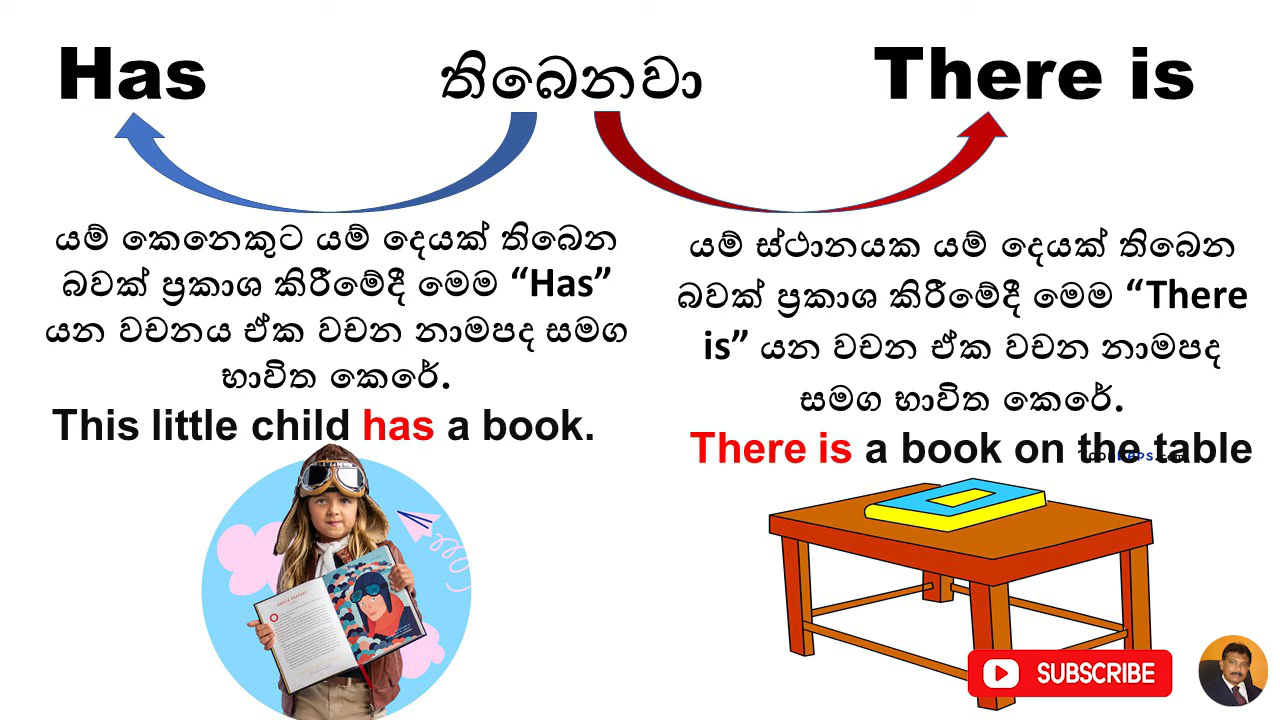 Has තිබෙනවා There is
යම් කෙනෙකුට යම් දෙයක් තිබෙන
බවක් ප්‍රකාශ කිරීමේදී මෙම “Has”
යන වචනය ඒක වචන නාමපද සමග
භාවිත කෙරේ.
This little child has a book.
යම් ස්ථානයක යම් දෙයක් තිබෙන
බවක් ප්‍රකාශ කිරීමේදී මෙම “There
is” යන වචන ඒක වචන නාමපද
සමග භාවිත කෙරේ.
There is a book on the table
SUBSCRIBE